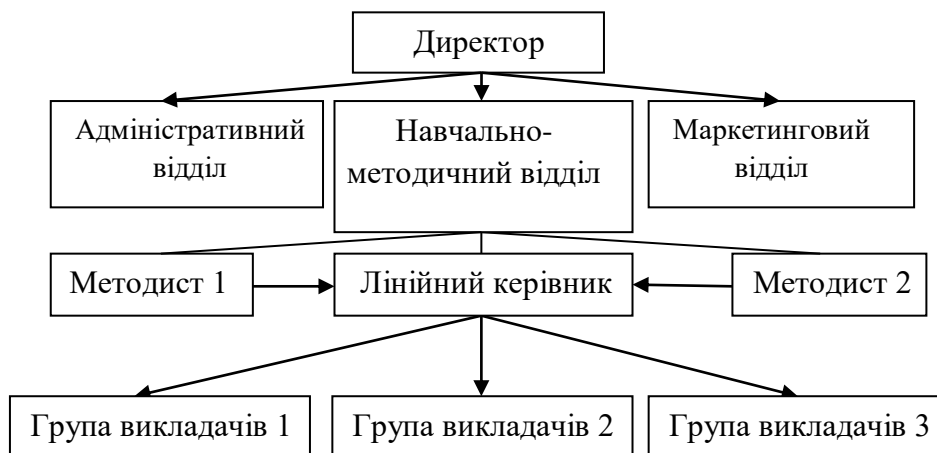 Директор
Адміністративний
відділ
Навчально-
методичний відділ
Маркетинговий
відділ
Методист 1
Лінійний керівник
Методист 2
Група викладачів 1
Група викладачів 2
Група викладачів 3